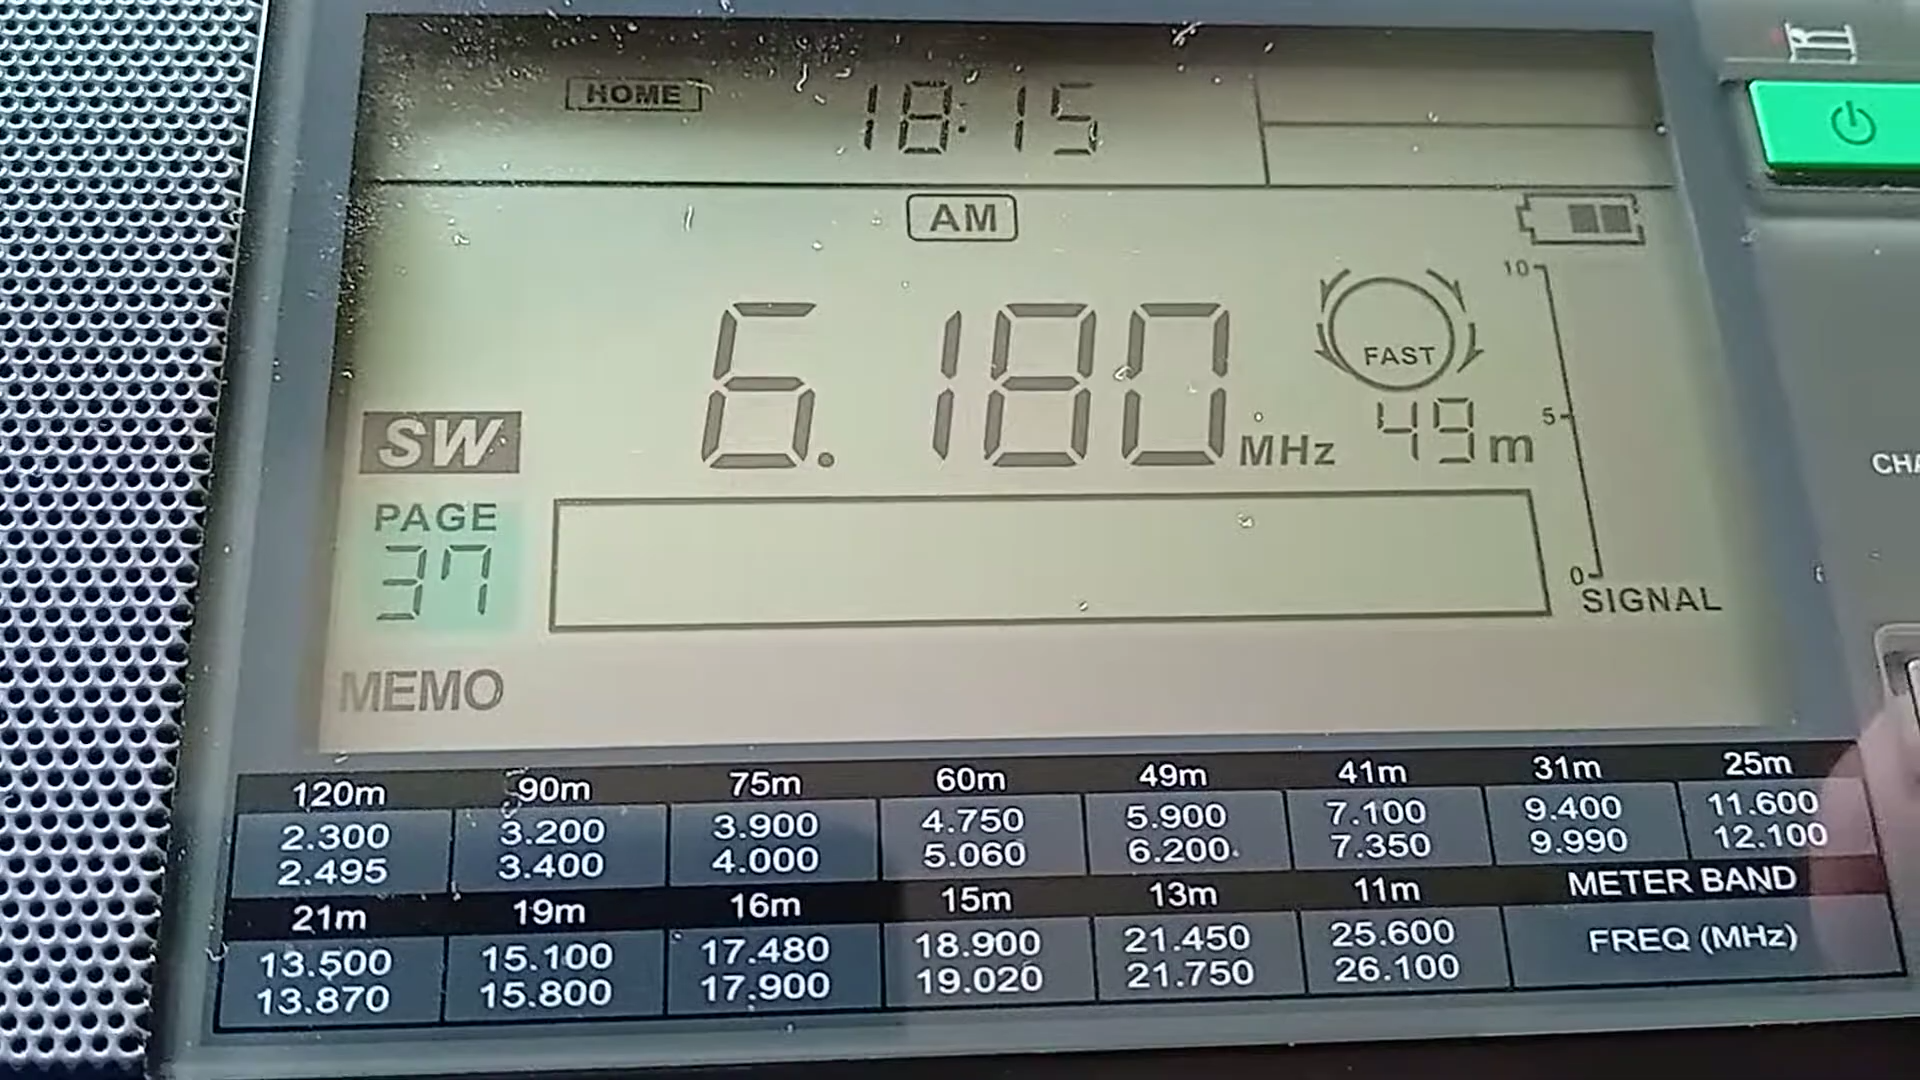 HOME 18:15
AM
10
FAST
6.180 MHz 49m
5
SW
PAGE
37
0
SIGNAL
MEMO
CHA
120m 90m 75m 60m 49m 41m 31m 25m
2.300 3.200 3.900 4.750 5.900 7.100 9.400 11.600
2.495 3.400 4.000 5.060 6.200 7.350 9.990 12.100
21m 19m 16m 15m 13m 11m METER BAND
13.500 15.100 17.480 18.900 21.450 25.600 FREQ (MHz)
13.870 15.800 17.900 19.020 21.750 26.100